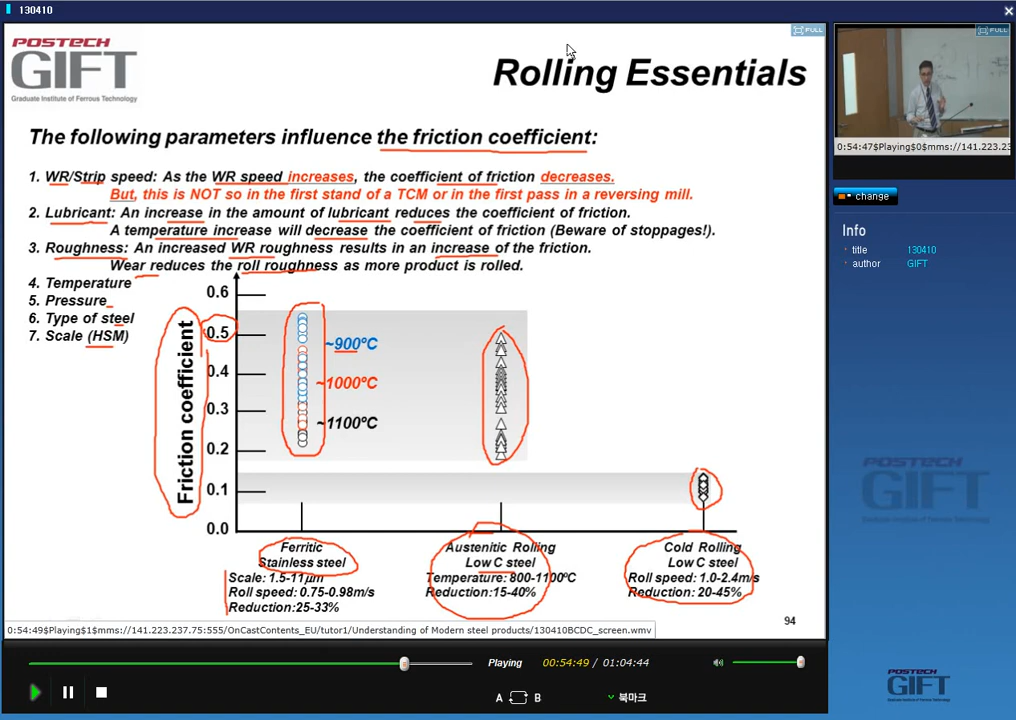 130410
POSTECH
GIFT
Graduate Institute of Ferrous Technology
FULL
Rolling Essentials
The following parameters influence the friction coefficient:
1. WR/Strip speed: As the WR speed increases, the coefficient of friction decreases.
But, this is NOT so in the first stand of a TCM or in the first pass in a reversing mill.
2. Lubricant: An increase in the amount of lubricant reduces the coefficient of friction.
A temperature increase will decrease the coefficient of friction (Beware of stoppages!).
3. Roughness: An increased WR roughness results in an increase of the friction.
Wear reduces the roll roughness as more product is rolled.
4. Temperature
5. Pressure
6. Type of steel
7. Scale (HSM)
Friction coefficient
0.6
0.5
0.4
0.3
0.2
0.1
0.0
~900ºC
~1000ºC
~1100ºC
Ferritic
Stainless steel
Scale: 1.5-11μm
Roll speed: 0.75-0.98m/s
Reduction:25-33%
Austenitic Rolling
Low C steel
Temperature: 800-1100ºC
Reduction:15-40%
Cold Rolling
Low C steel
Roll speed: 1.0-2.4m/s
Reduction: 20-45%
94
0:54:49$Playing$1$mms://141.223.237.75:555/OnCastContents_EU/tutor1/Understanding of Modern steel products/130410BCDC_screen.wmv
FULL
0:54:47$Playing$0$mms://141.223.23
change
Info
title 130410
author GIFT
POSTECH
GIFT
Playing 00:54:49 / 01:04:44
A B 북마크
POSTECH
GIFT